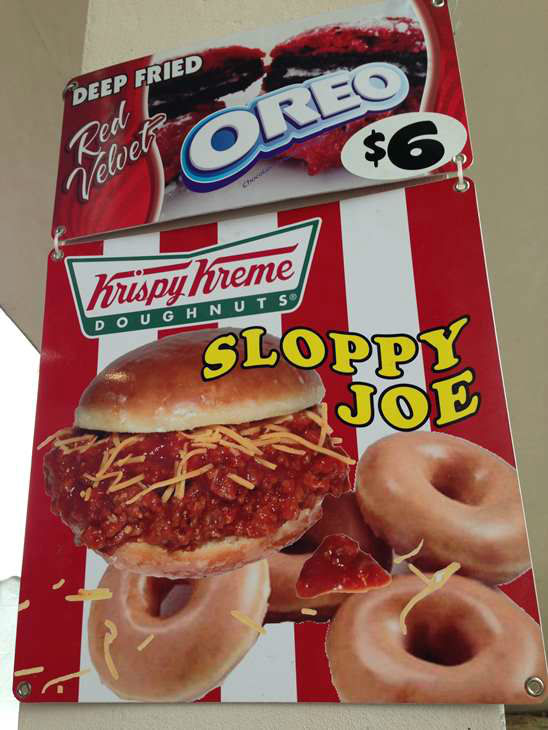 DEEP FRIED
Red
Velvet
OREO
$6
Krispy Kreme
DOUGHNUTS®
SLOPPY
JOE